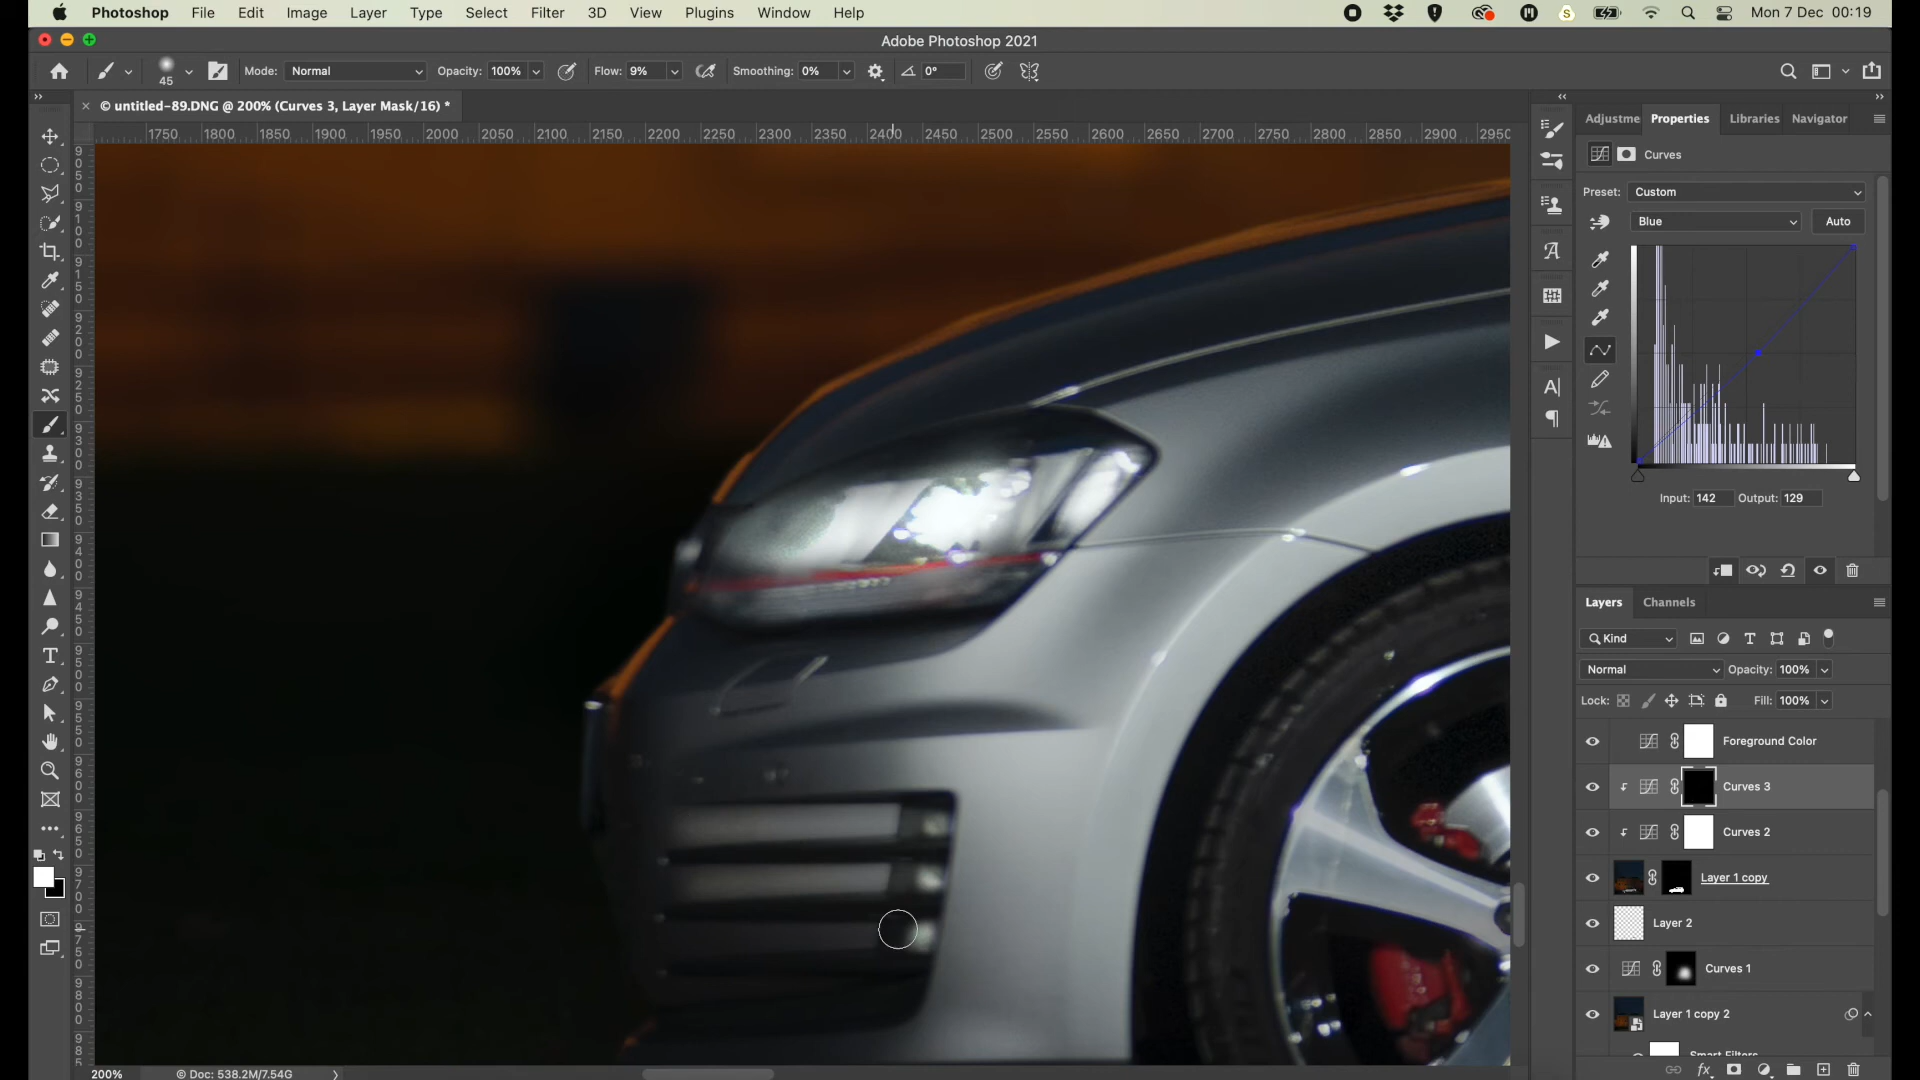 Photoshop File Edit Image Layer Type Select Filter 3D View Plugins Window Help Mon 7 Dec 00:19
Adobe Photoshop 2021
45 Mode: Normal Opacity: 100% Flow: 9% Smoothing: 0% 0°
© untitled-89.DNG @ 200% (Curves 3, Layer Mask/16) *
1750 1800 1850 1900 1950 2000 2050 2100 2150 2200 2250 2300 2350 2400 2450 2500 2550 2600 2650 2700 2750 2800 2850 2900 2950
Adjustme Properties Libraries Navigator
Curves
Preset: Custom
Blue Auto
Input: 142 Output: 129
Layers Channels
Kind
Normal Opacity: 100%
Lock: Fill: 100%
Foreground Color
Curves 3
Curves 2
Layer 1 copy
Layer 2
Curves 1
Layer 1 copy 2
Smart Filters
200% © Doc: 538.2M/7.54G